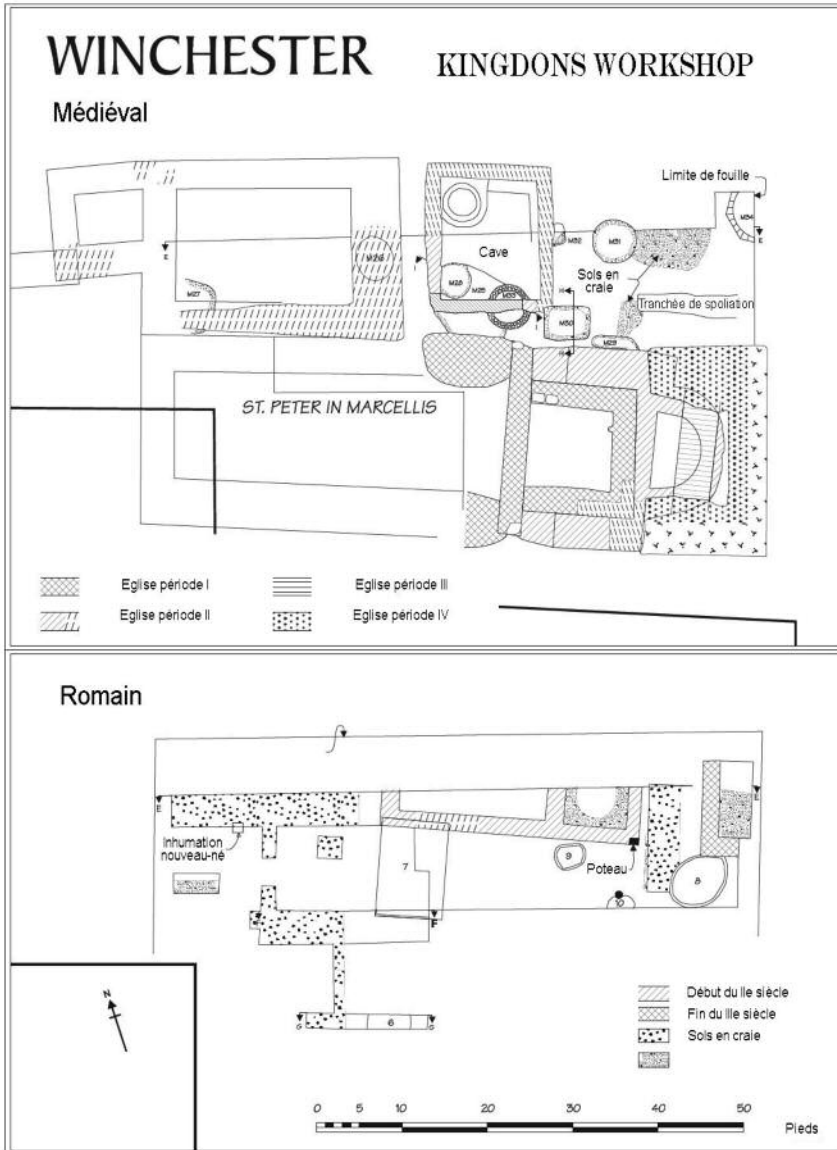 WINCHESTER KINGDONS WORKSHOP
Médiéval
Limite de fouille
M34
E
E
M32
M31
M26
Cave
Sols en
craie
M27
M28
M25
M33
H
Tranchée de spoliation
M30
M29
H
ST. PETER IN MARCELLIS
Eglise période I
Eglise période III
Eglise période II
Eglise période IV
Romain
E
E
Inhumation
nouveau-né
7
9
Poteau
8
10
F
N
G
6
G
Début du IIe siècle
Fin du IIIe siècle
Sols en craie
0 5 10 20 30 40 50
Pieds